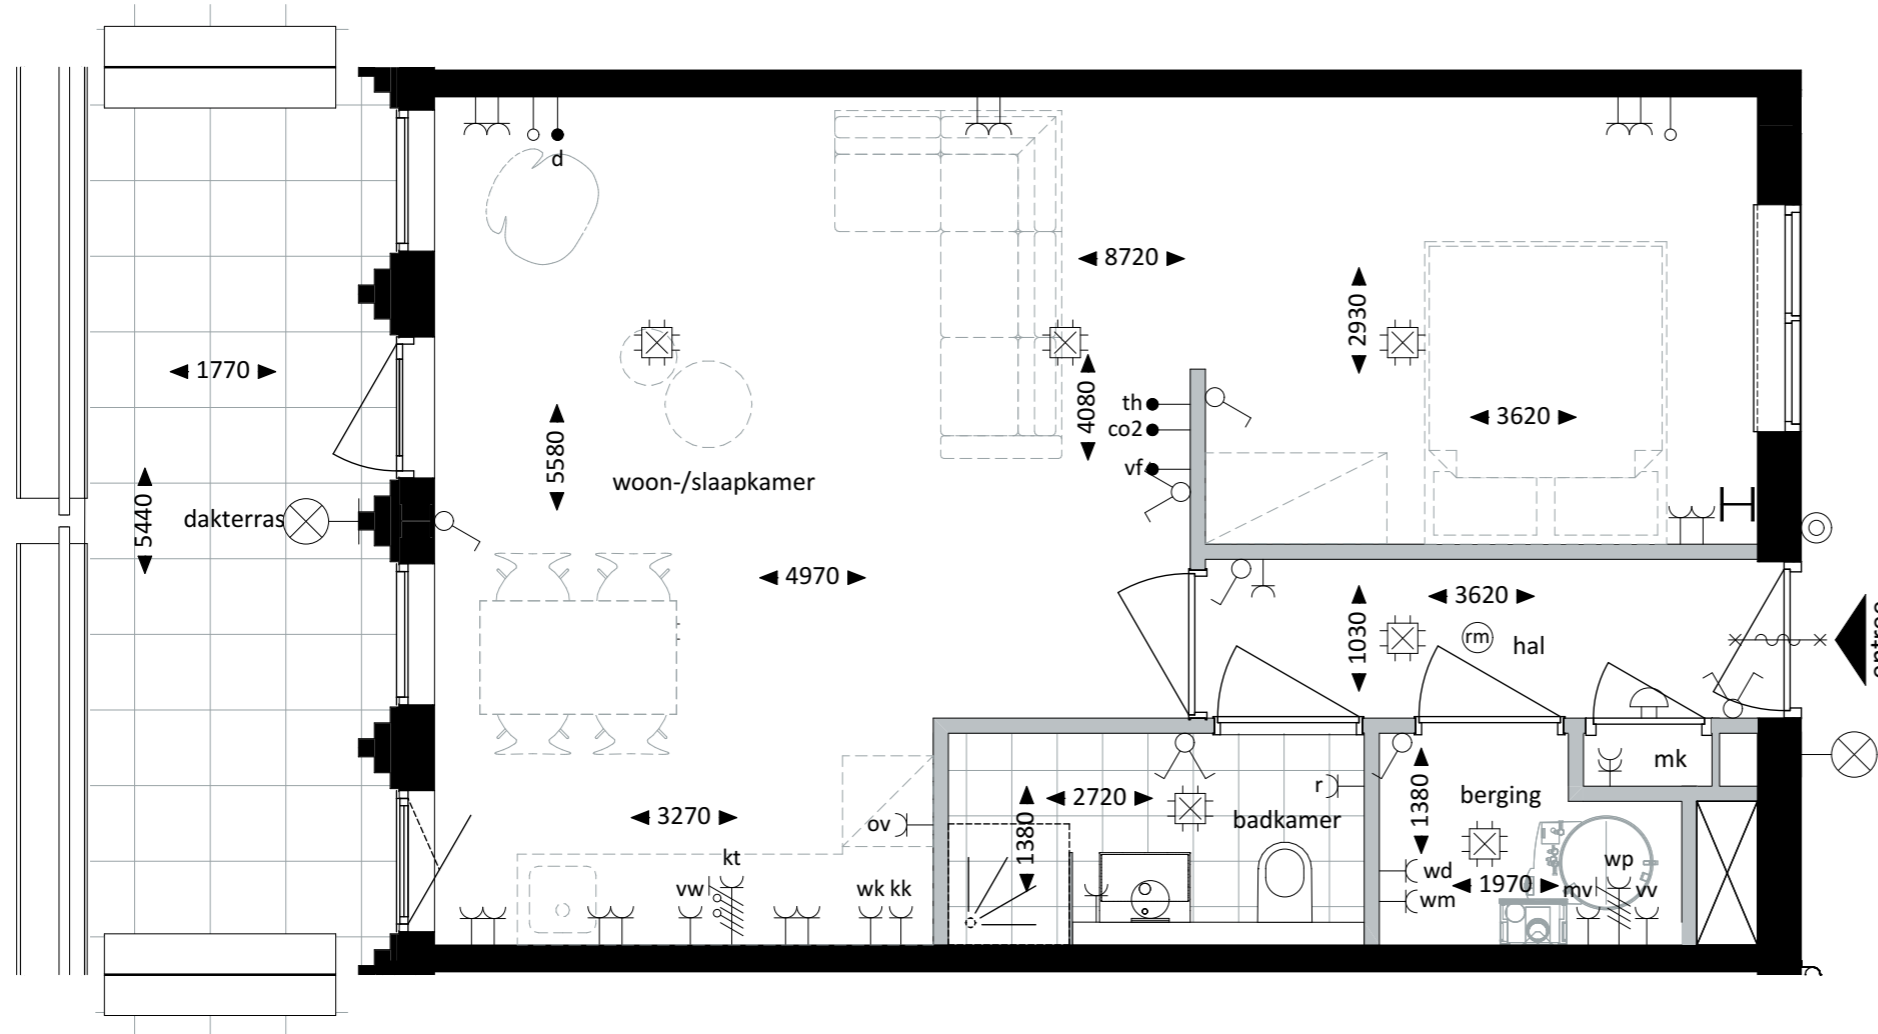 d
8720
2930
1770
th
4080
co2
3620
5580
vf
woon-/slaapkamer
5440
dakterras
4970
3620
1030
rm
hal
entree
mk
r
1380
berging
2720
3270
ov
1380
badkamer
kt
wp
vw
wk kk
wd
1970
mv
vv
wm